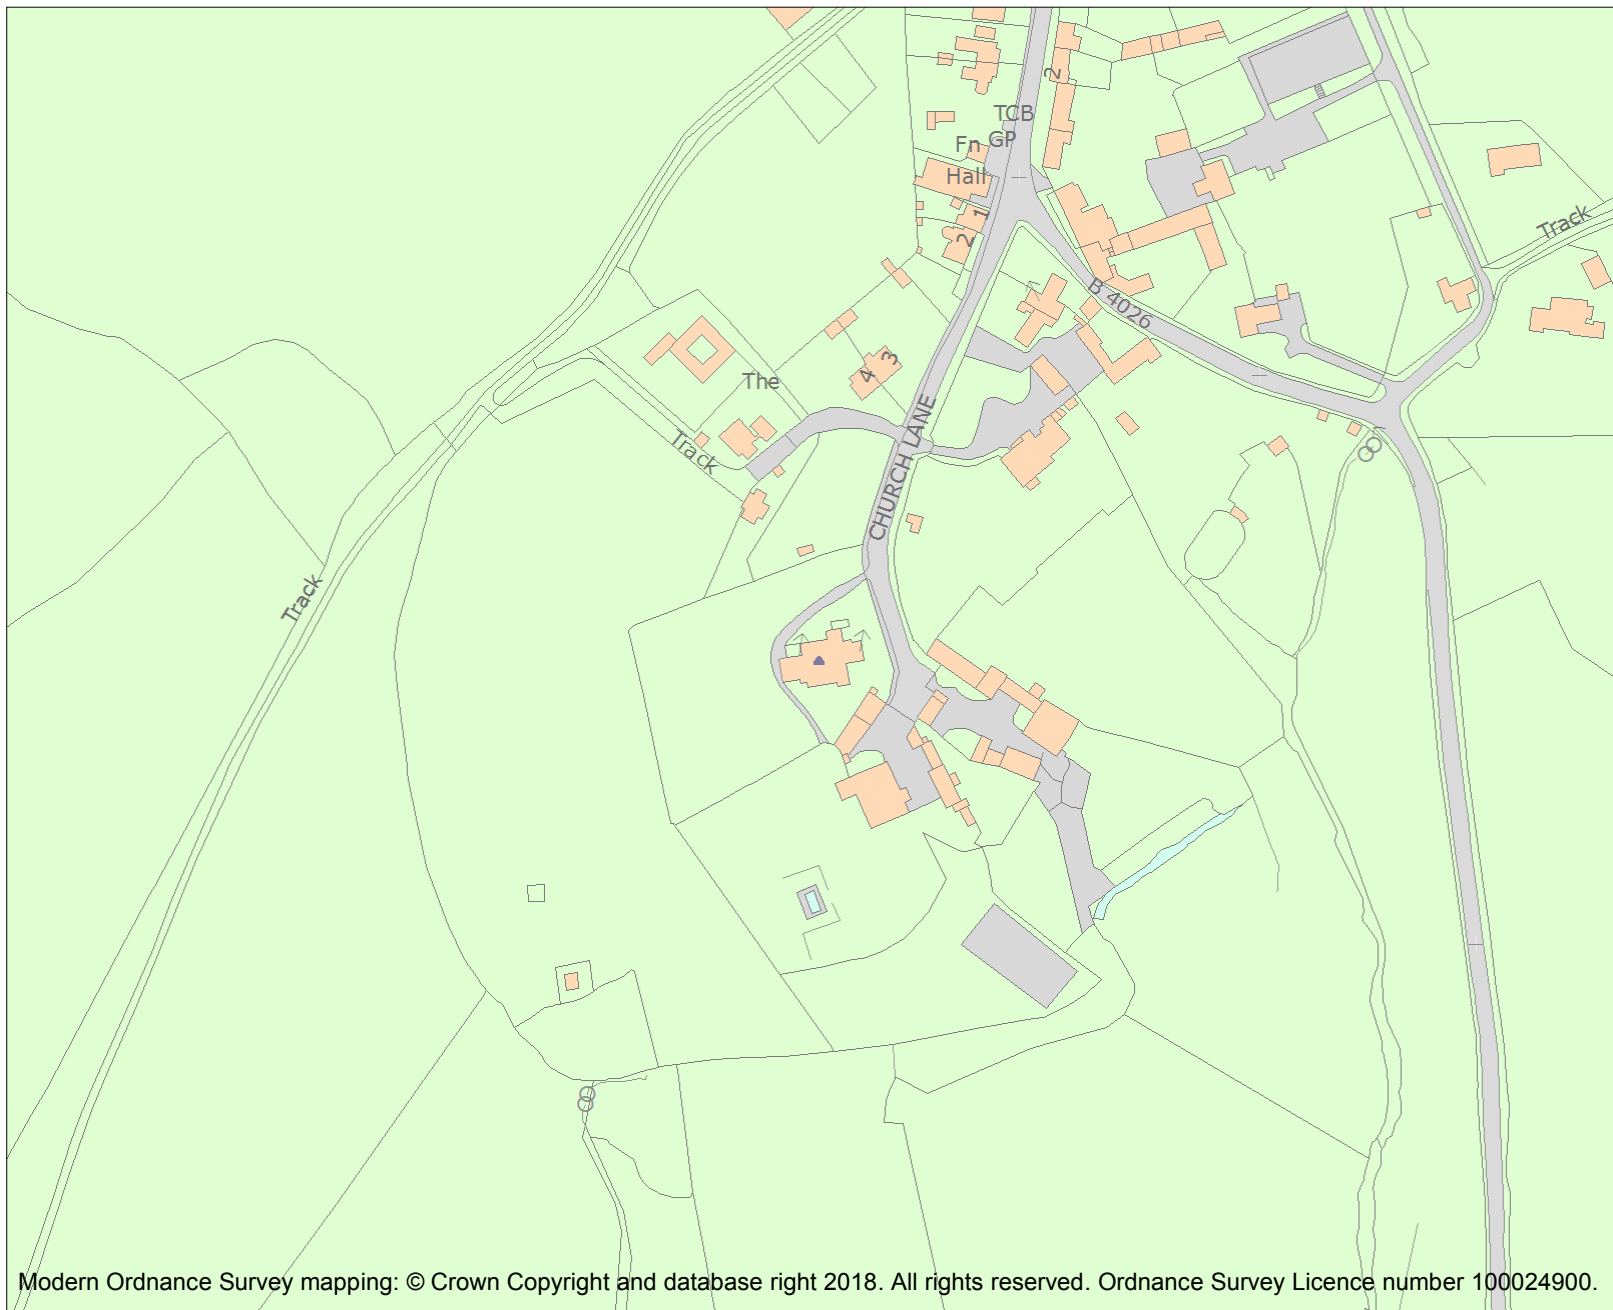 2
TCB
Fn GP
Hall
1
2
Track
B 4026
The
4 3
CHURCH LANE
Track
Track
Modern Ordnance Survey mapping: © Crown Copyright and database right 2018. All rights reserved. Ordnance Survey Licence number 100024900.